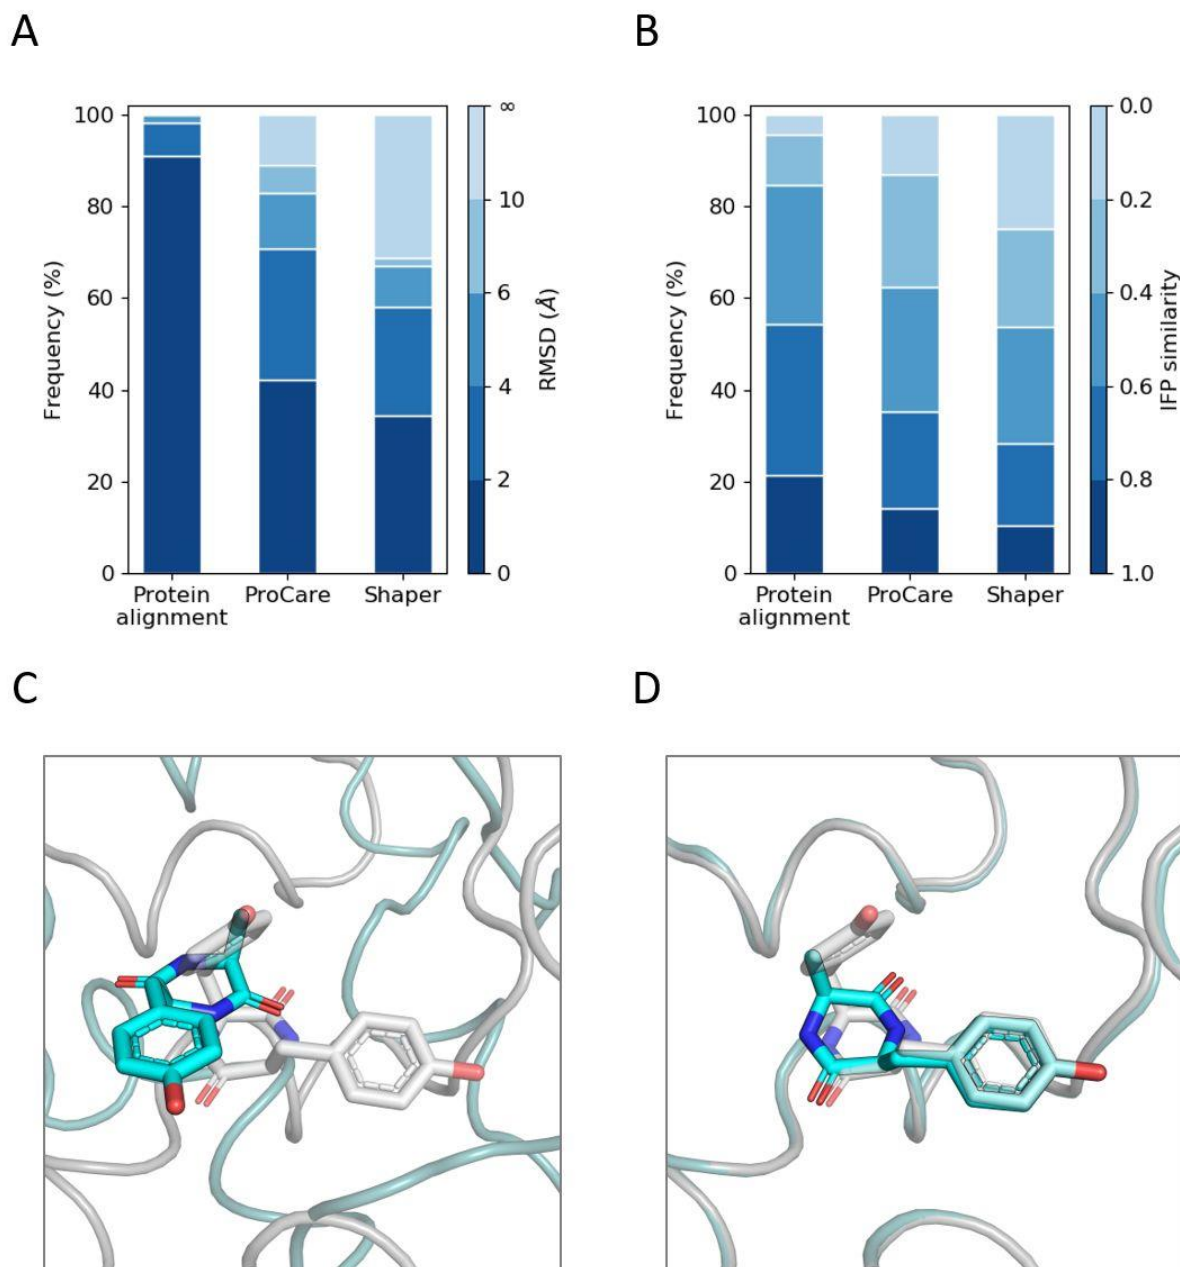 A
B
100
80
60
40
20
0
Frequency (%)
Protein
alignment
ProCare
Shaper
∞
10
6
4
2
0
RMSD (Å)
100
80
60
40
20
0
Frequency (%)
Protein
alignment
ProCare
Shaper
0.0
0.2
0.4
0.6
0.8
1.0
IFP similarity
C
D